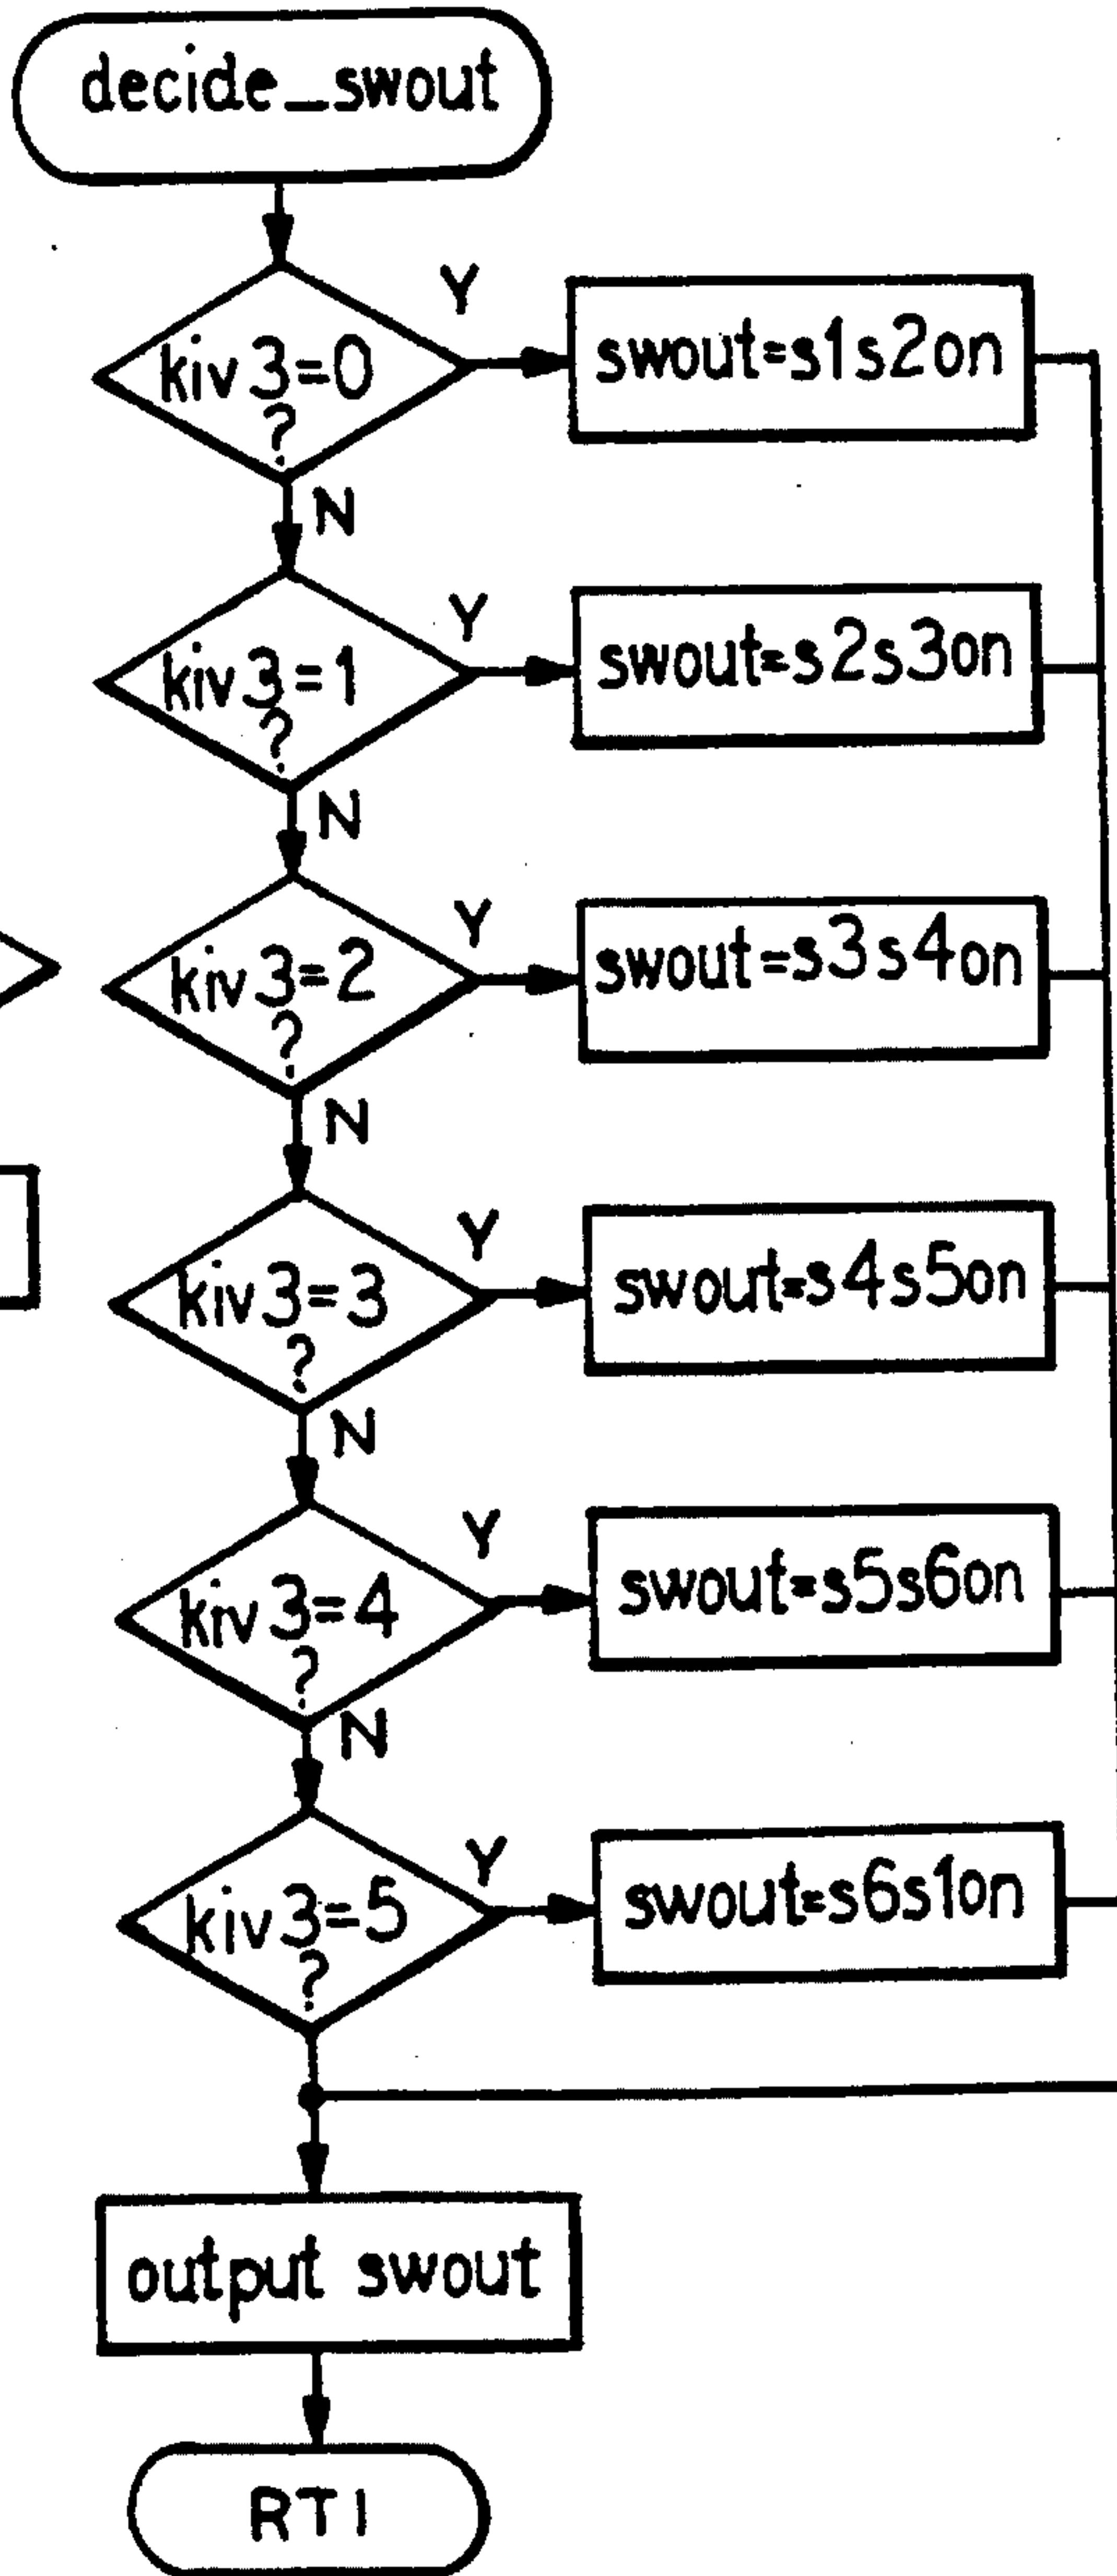 decide_swout
kiv3=0
?
Y
swout=s1s2on
N
kiv3=1
?
Y
swout=s2s3on
N
kiv3=2
?
Y
swout=s3s4on
N
kiv3=3
?
Y
swout=s4s5on
N
kiv3=4
?
Y
swout=s5s6on
N
kiv3=5
?
Y
swout=s6s1on
output swout
RTI